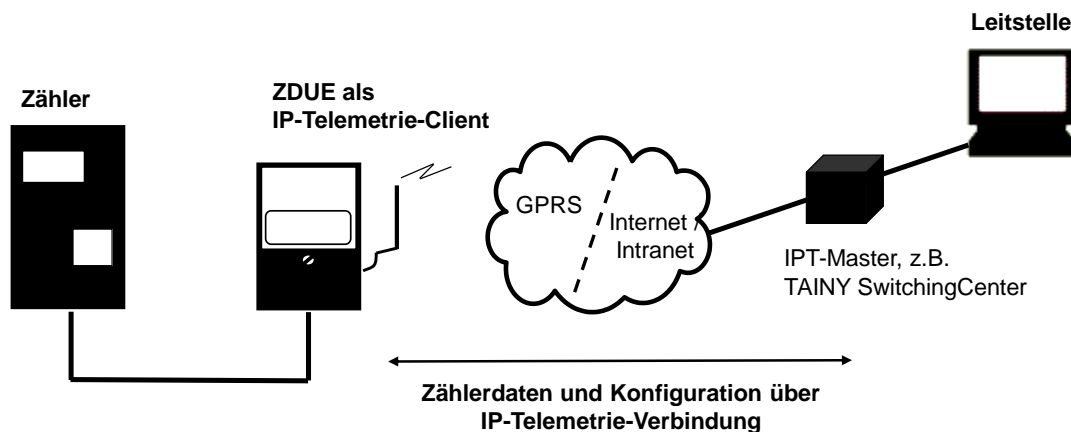 Leitstelle
Zähler
ZDUE als
IP-Telemetrie-Client
GPRS
Internet /
Intranet
IPT-Master, z.B.
TAINY SwitchingCenter
Zählerdaten und Konfiguration über
IP-Telemetrie-Verbindung